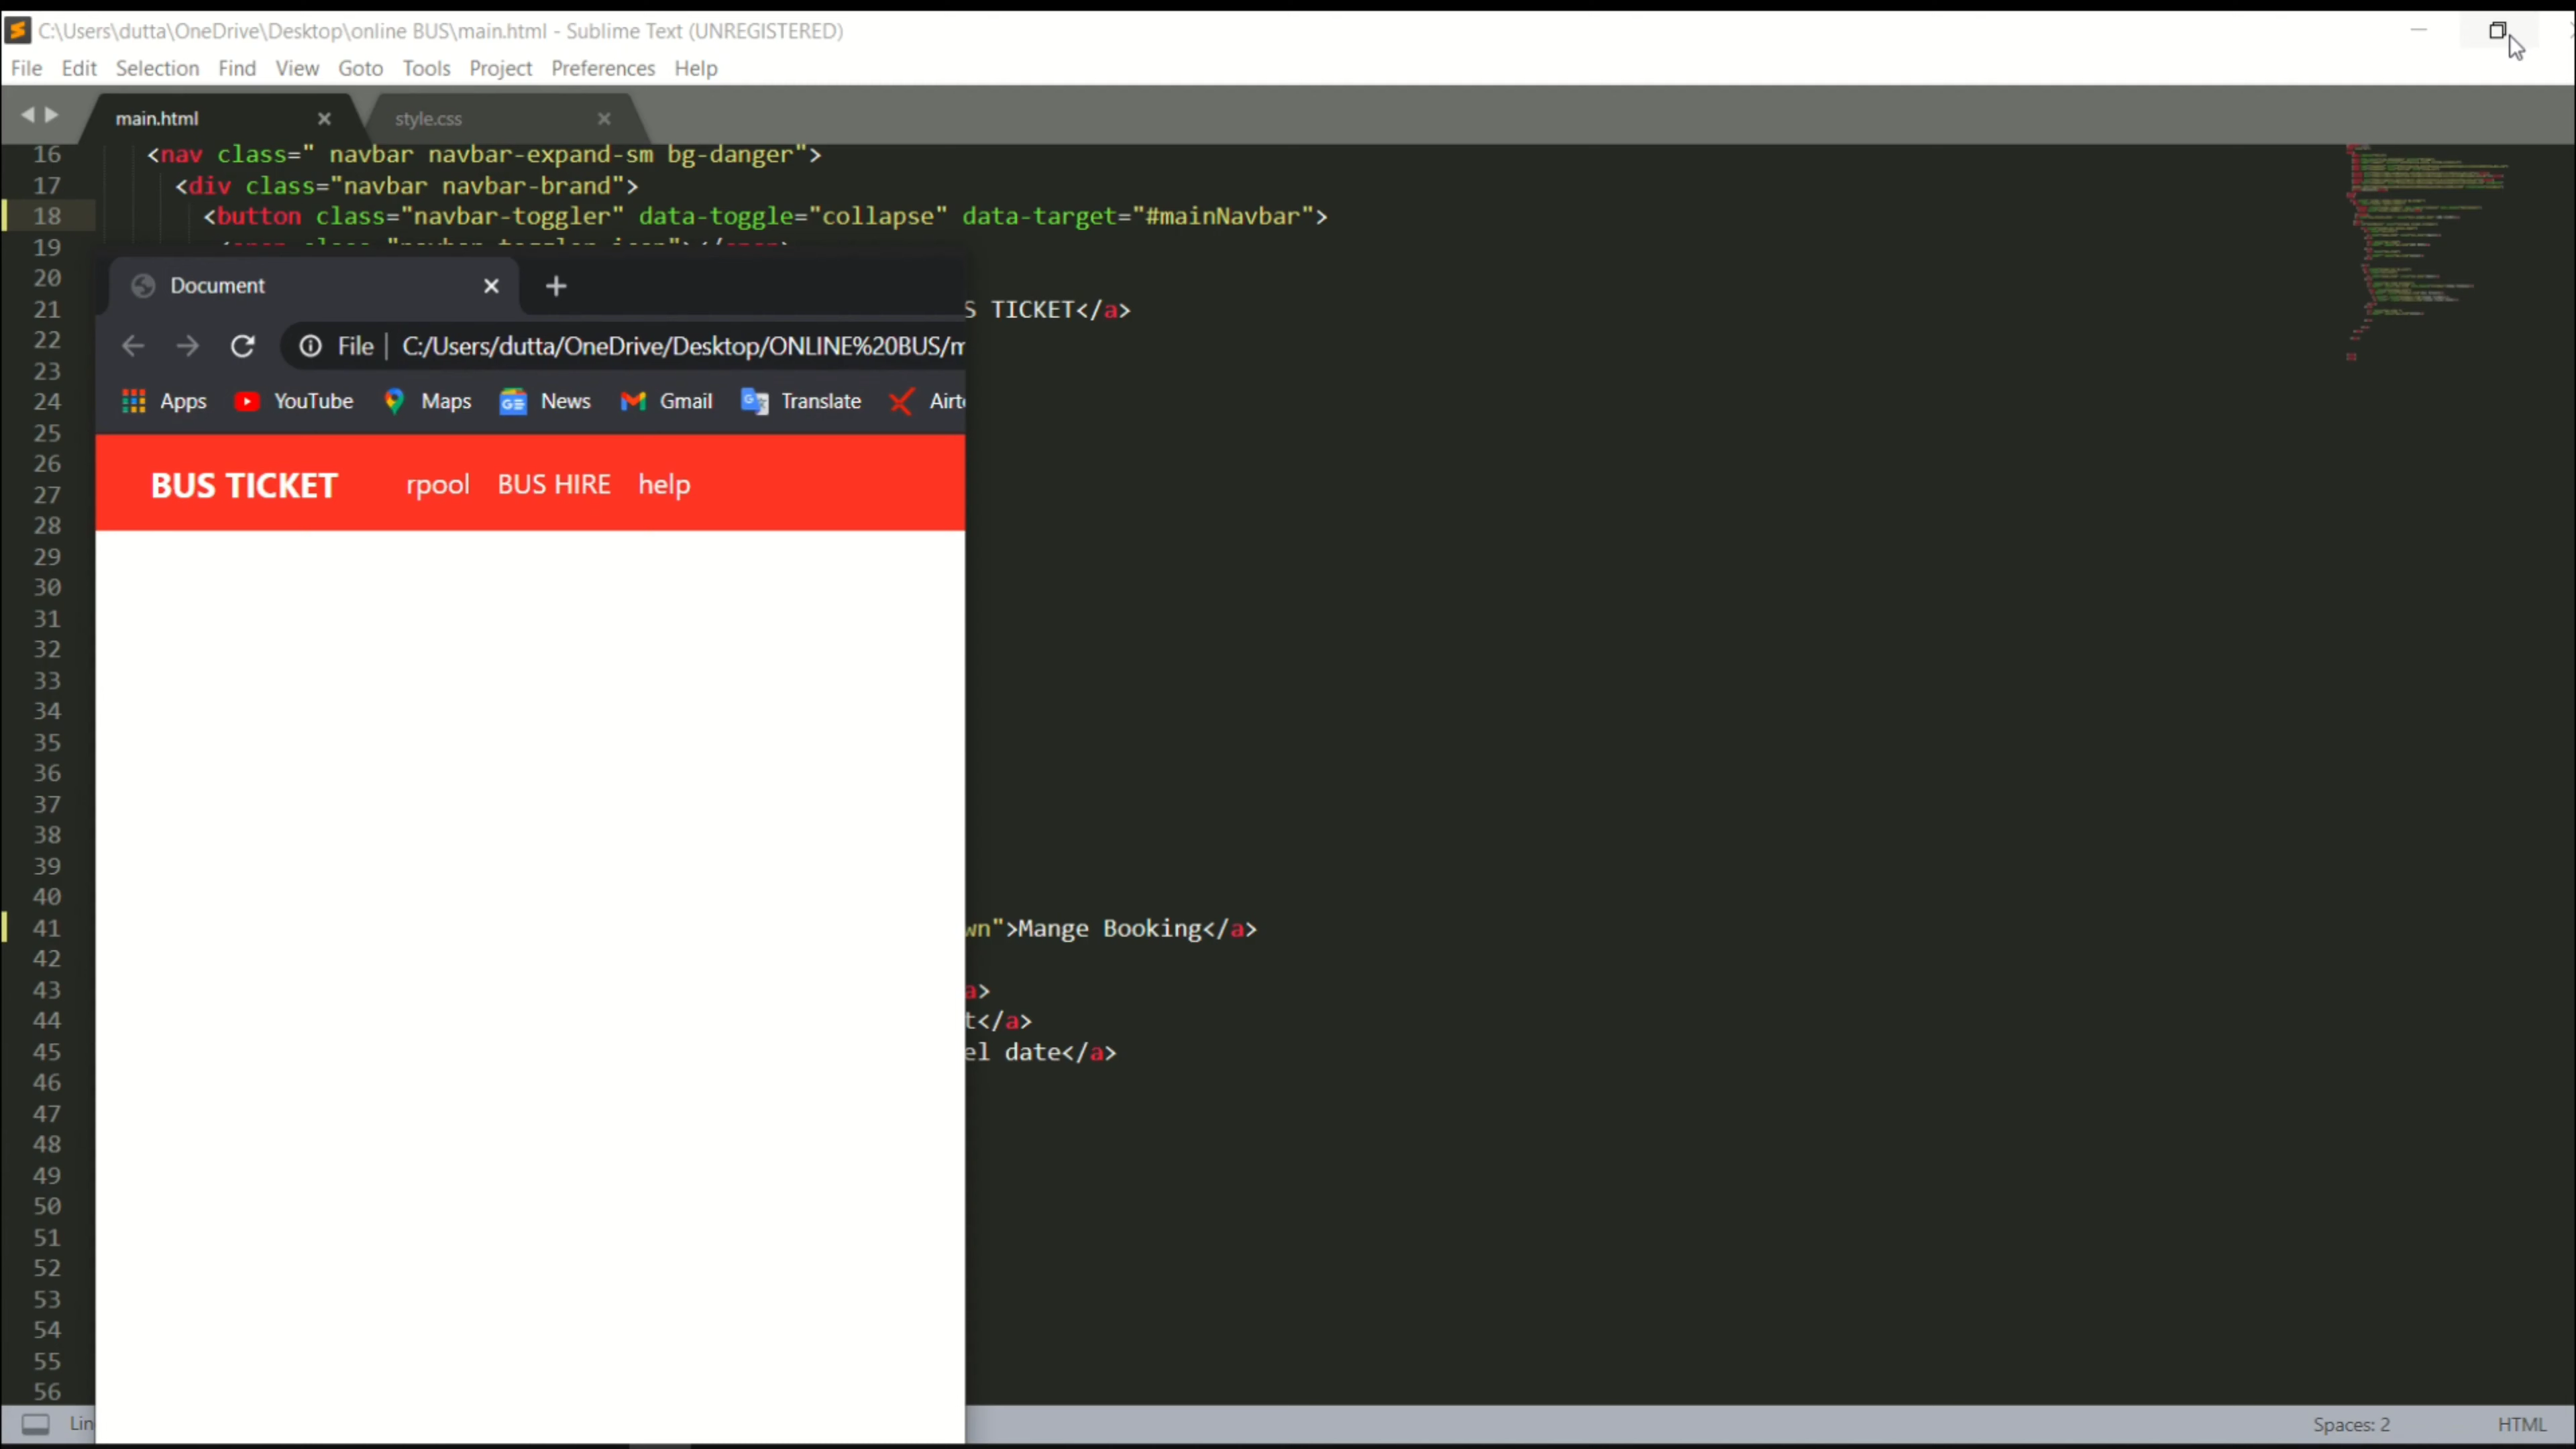 C:\Users\dutta\OneDrive\Desktop\online BUS\main.html - Sublime Text (UNREGISTERED)
File Edit Selection Find View Goto Tools Project Preferences Help
main.html style.css
16 <nav class=" navbar navbar-expand-sm bg-danger">
17 <div class="navbar navbar-brand">
18 <button class="navbar-toggler" data-toggle="collapse" data-target="#mainNavbar">
19
20
Document
21 S TICKET</a>
22
File C:/Users/dutta/OneDrive/Desktop/ONLINE%20BUS/m
23
24
Apps YouTube Maps News Gmail Translate Airt
25
26
BUS TICKET rpool BUS HIRE help
27
28
29
30
31
32
33
34
35
36
37
38
39
40
41 wn">Mange Booking</a>
42
43 a>
44 t</a>
45 el date</a>
46
47
48
49
50
51
52
53
54
55
56
Lin Spaces: 2 HTML